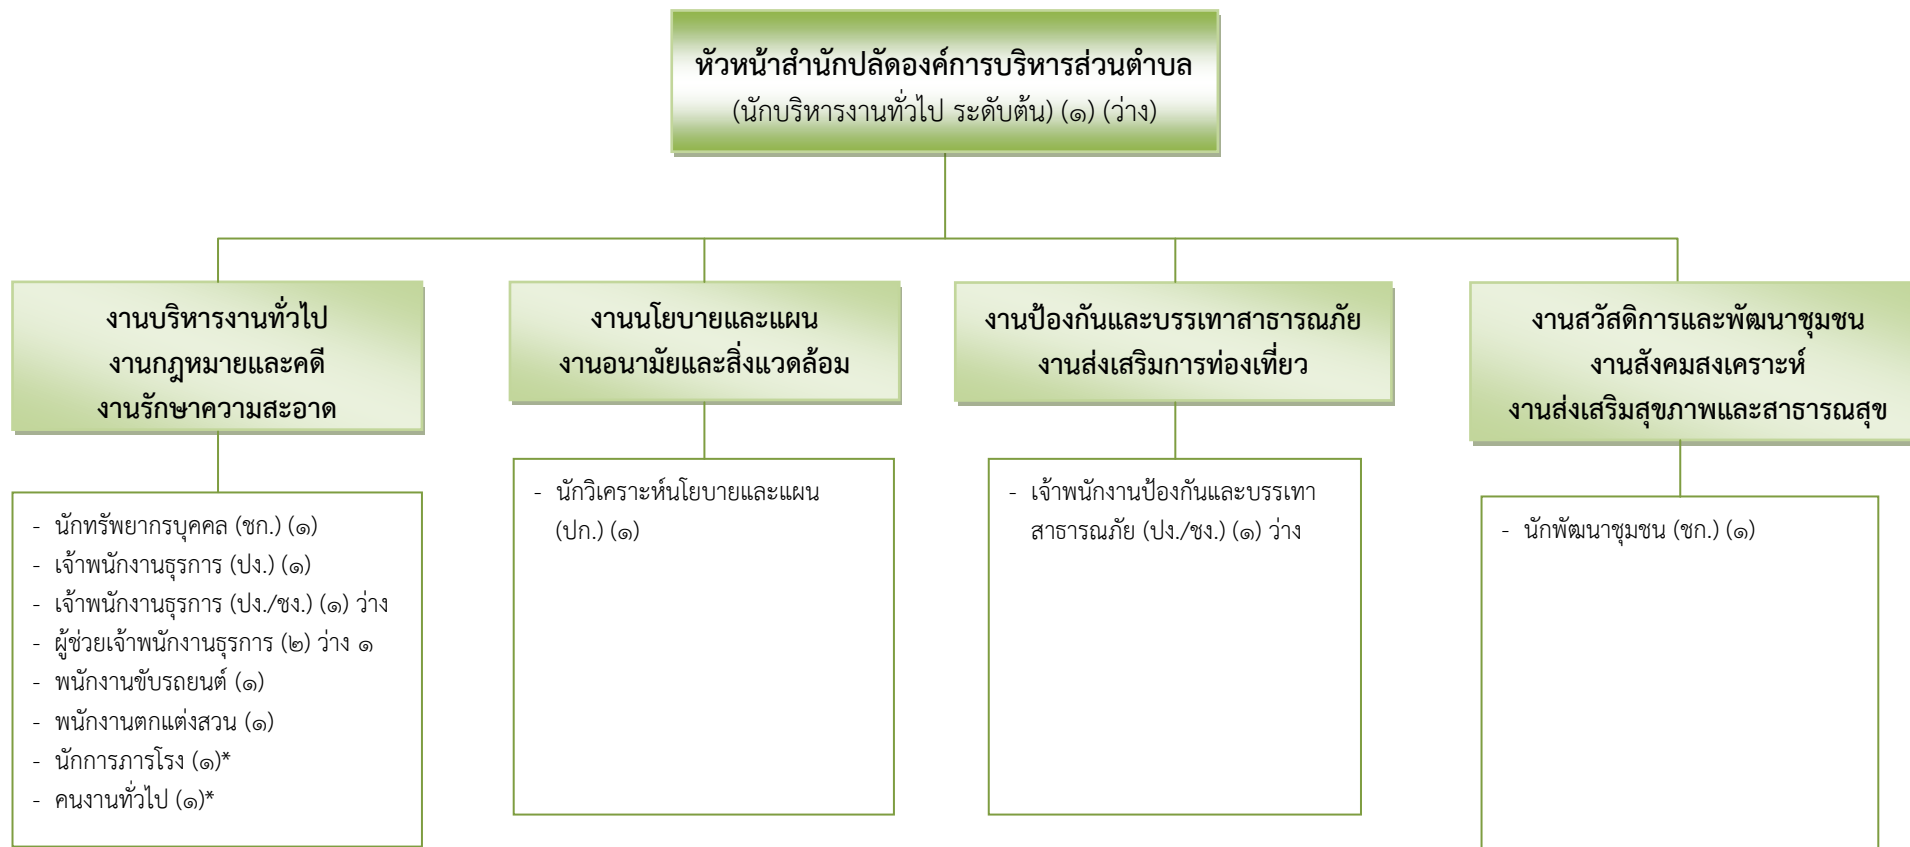 หัวหน้าสำนักปลัดองค์การบริหารส่วนตำบล
(นักบริหารงานทั่วไป ระดับต้น) (๑) (ว่าง)
งานบริหารงานทั่วไป
งานกฎหมายและคดี
งานรักษาความสะอาด
- นักทรัพยากรบุคคล (ชก.) (๑)
- เจ้าพนักงานธุรการ (ปง.) (๑)
- เจ้าพนักงานธุรการ (ปง./ชง.) (๑) ว่าง
- ผู้ช่วยเจ้าพนักงานธุรการ (๒) ว่าง ๑
- พนักงานขับรถยนต์ (๑)
- พนักงานตกแต่งสวน (๑)
- นักการภารโรง (๑)*
- คนงานทั่วไป (๑)*
งานนโยบายและแผน
งานอนามัยและสิ่งแวดล้อม
- นักวิเคราะห์นโยบายและแผน
(ปก.) (๑)
งานป้องกันและบรรเทาสาธารณภัย
งานส่งเสริมการท่องเที่ยว
- เจ้าพนักงานป้องกันและบรรเทา
สาธารณภัย (ปง./ชง.) (๑) ว่าง
งานสวัสดิการและพัฒนาชุมชน
งานสังคมสงเคราะห์
งานส่งเสริมสุขภาพและสาธารณสุข
- นักพัฒนาชุมชน (ชก.) (๑)